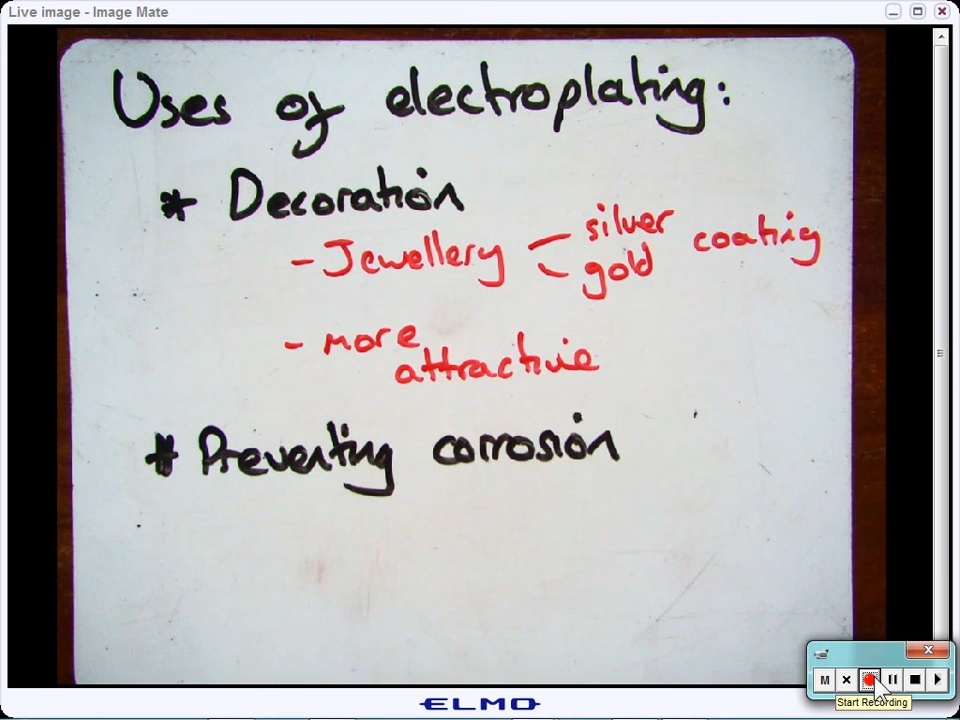 Live image - Image Mate
Uses of electroplating:
* Decoration
- Jewellery silver coating
gold
- more
attractive
* Preventing corrosion
M
Start Recording
ELMO